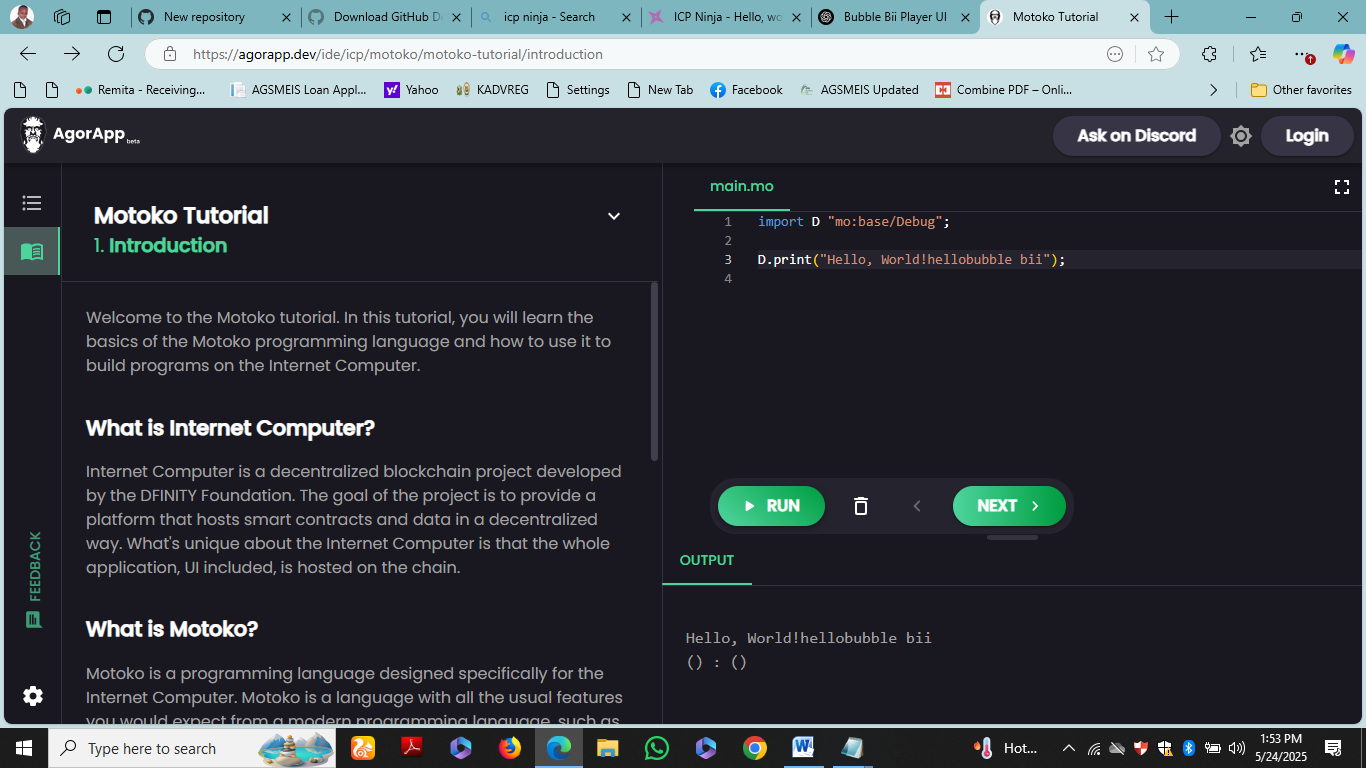 New repository
Download GitHub D
icp ninja - Search
ICP Ninja - Hello, wo
Bubble Bii Player UI
Motoko Tutorial
https://agorapp.dev/ide/icp/motoko/motoko-tutorial/introduction
Remita - Receiving...
AGSMEIS Loan Appl...
Yahoo
KADVREG
Settings
New Tab
Facebook
AGSMEIS Updated
Combine PDF – Onli...
Other favorites
AgorApp beta
Ask on Discord
Login
Motoko Tutorial
1. Introduction
Welcome to the Motoko tutorial. In this tutorial, you will learn the
basics of the Motoko programming language and how to use it to
build programs on the Internet Computer.
What is Internet Computer?
Internet Computer is a decentralized blockchain project developed
by the DFINITY Foundation. The goal of the project is to provide a
platform that hosts smart contracts and data in a decentralized
way. What's unique about the Internet Computer is that the whole
application, UI included, is hosted on the chain.
What is Motoko?
Motoko is a programming language designed specifically for the
Internet Computer. Motoko is a language with all the usual features
you would expect from a modern programming language, such as
FEEDBACK
main.mo
1 import D "mo:base/Debug";
2
3 D.print("Hello, World!hellobubble bii");
4
RUN
NEXT
OUTPUT
Hello, World!hellobubble bii
() : ()
Type here to search
Hot...
1:53 PM
5/24/2025